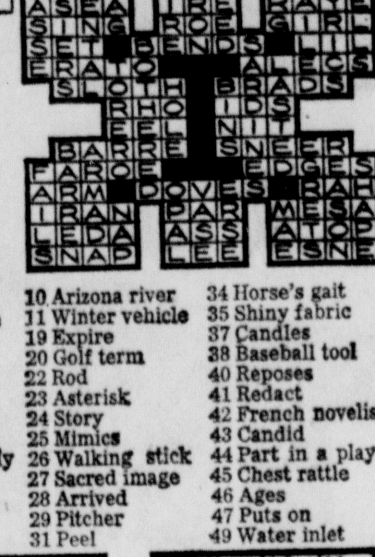 ASEA IRE RATE
SING ROE GIRL
SET BENDS LIL
ERATO ALECS
SLOTH BRADS
RHO IDS
EEL NIT
BARRE SNEER
FAROE EDGES
ARM DOVES RAH
IRAN PAR MESA
LEDA ASS ATOP
SNAP LEE ESNE
10 Arizona river
11 Winter vehicle
19 Expire
20 Golf term
22 Rod
23 Asterisk
24 Story
25 Mimics
26 Walking stick
27 Sacred image
28 Arrived
29 Pitcher
31 Peel
34 Horse's gait
35 Shiny fabric
37 Candles
38 Baseball tool
40 Reposes
41 Redact
42 French novelis
43 Candid
44 Part in a play
45 Chest rattle
46 Ages
47 Puts on
49 Water inlet